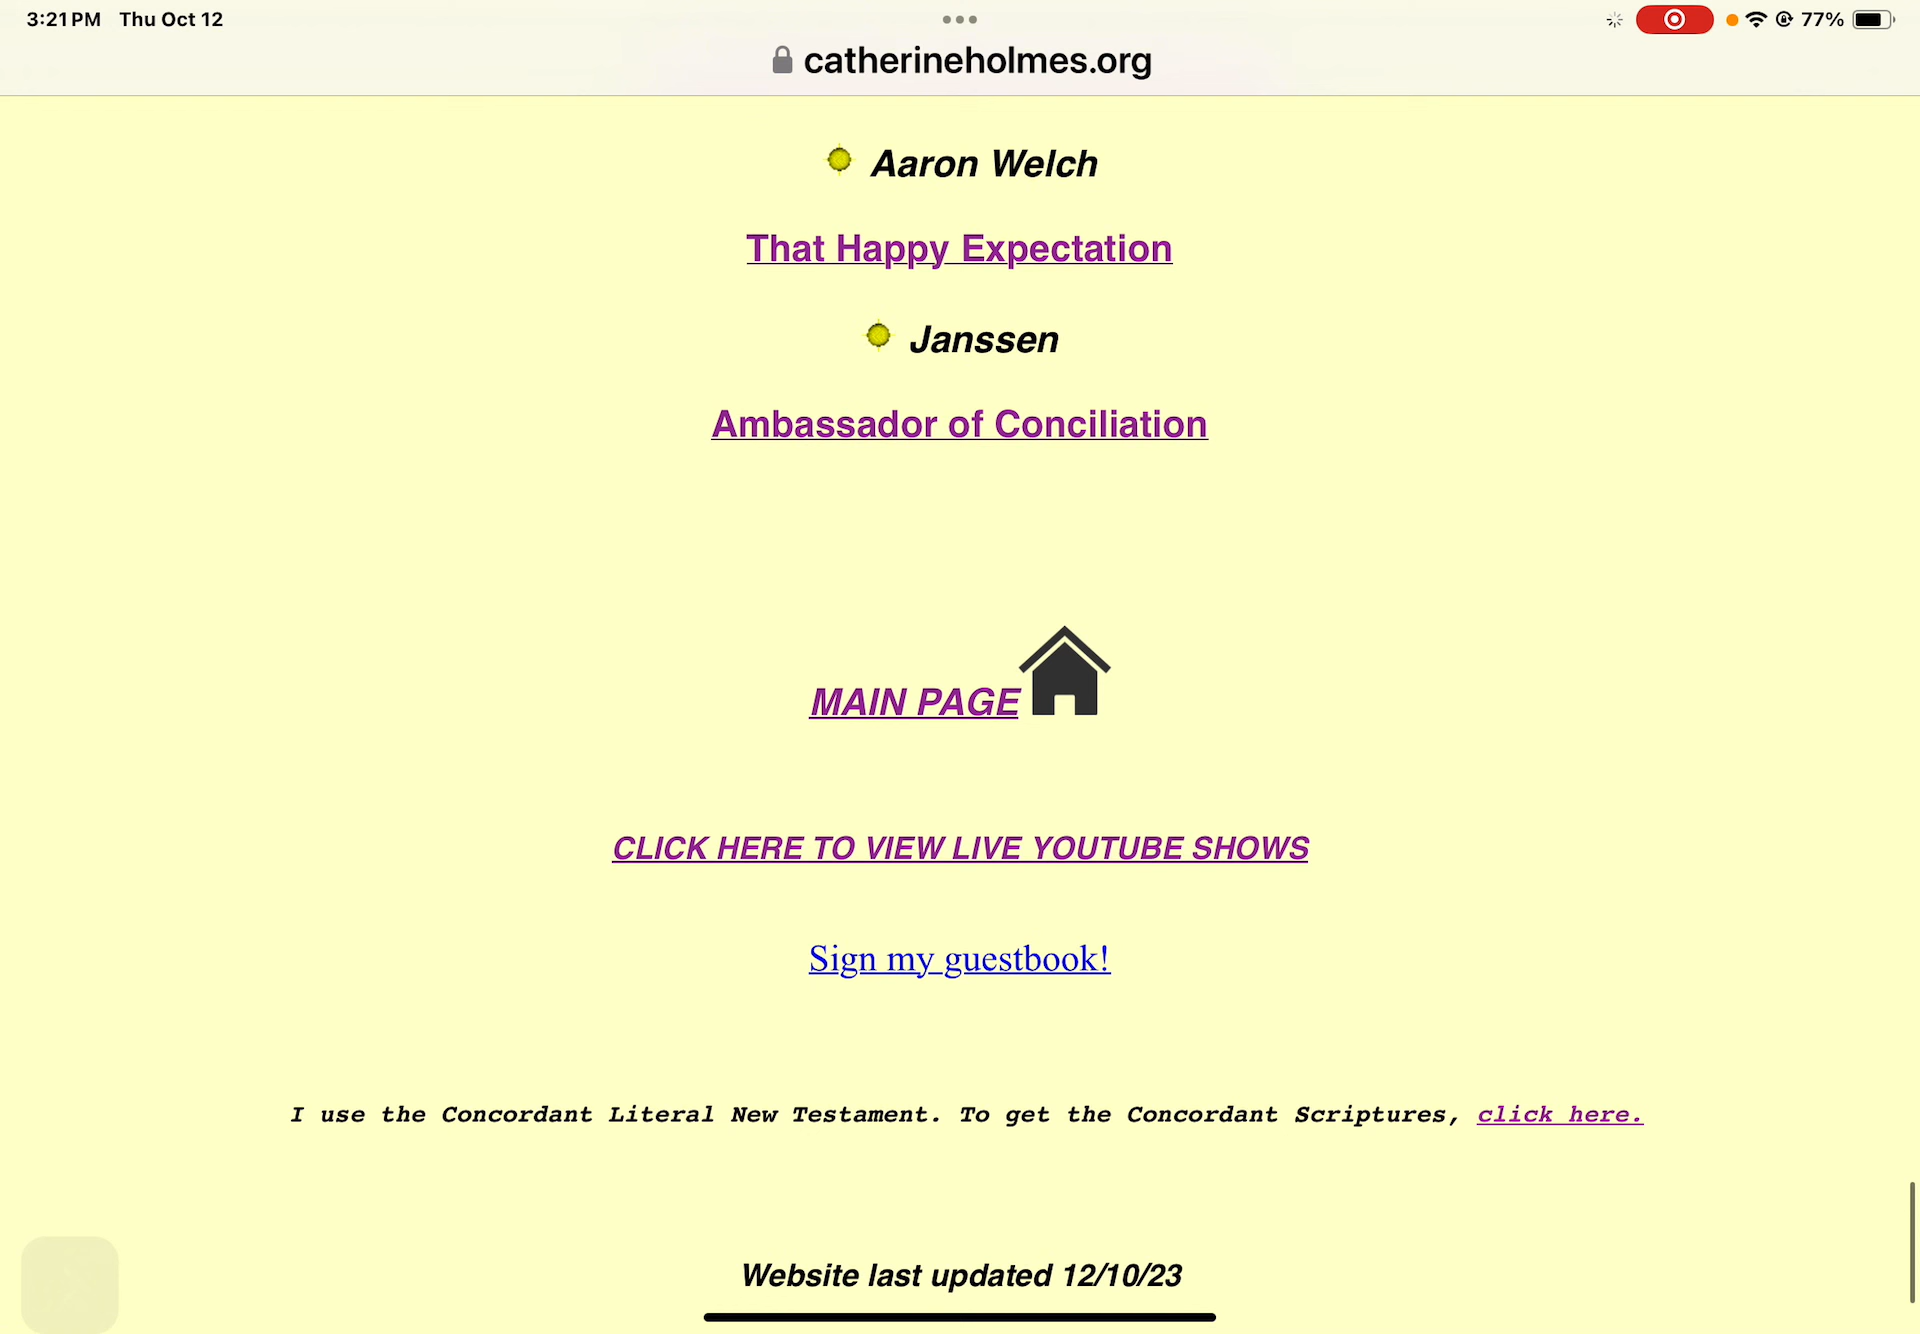 3:21 PM Thu Oct 12
77%
catherineholmes.org
Aaron Welch
That Happy Expectation
Janssen
Ambassador of Conciliation
MAIN PAGE
CLICK HERE TO VIEW LIVE YOUTUBE SHOWS
Sign my guestbook!
I use the Concordant Literal New Testament. To get the Concordant Scriptures, click here.
Website last updated 12/10/23